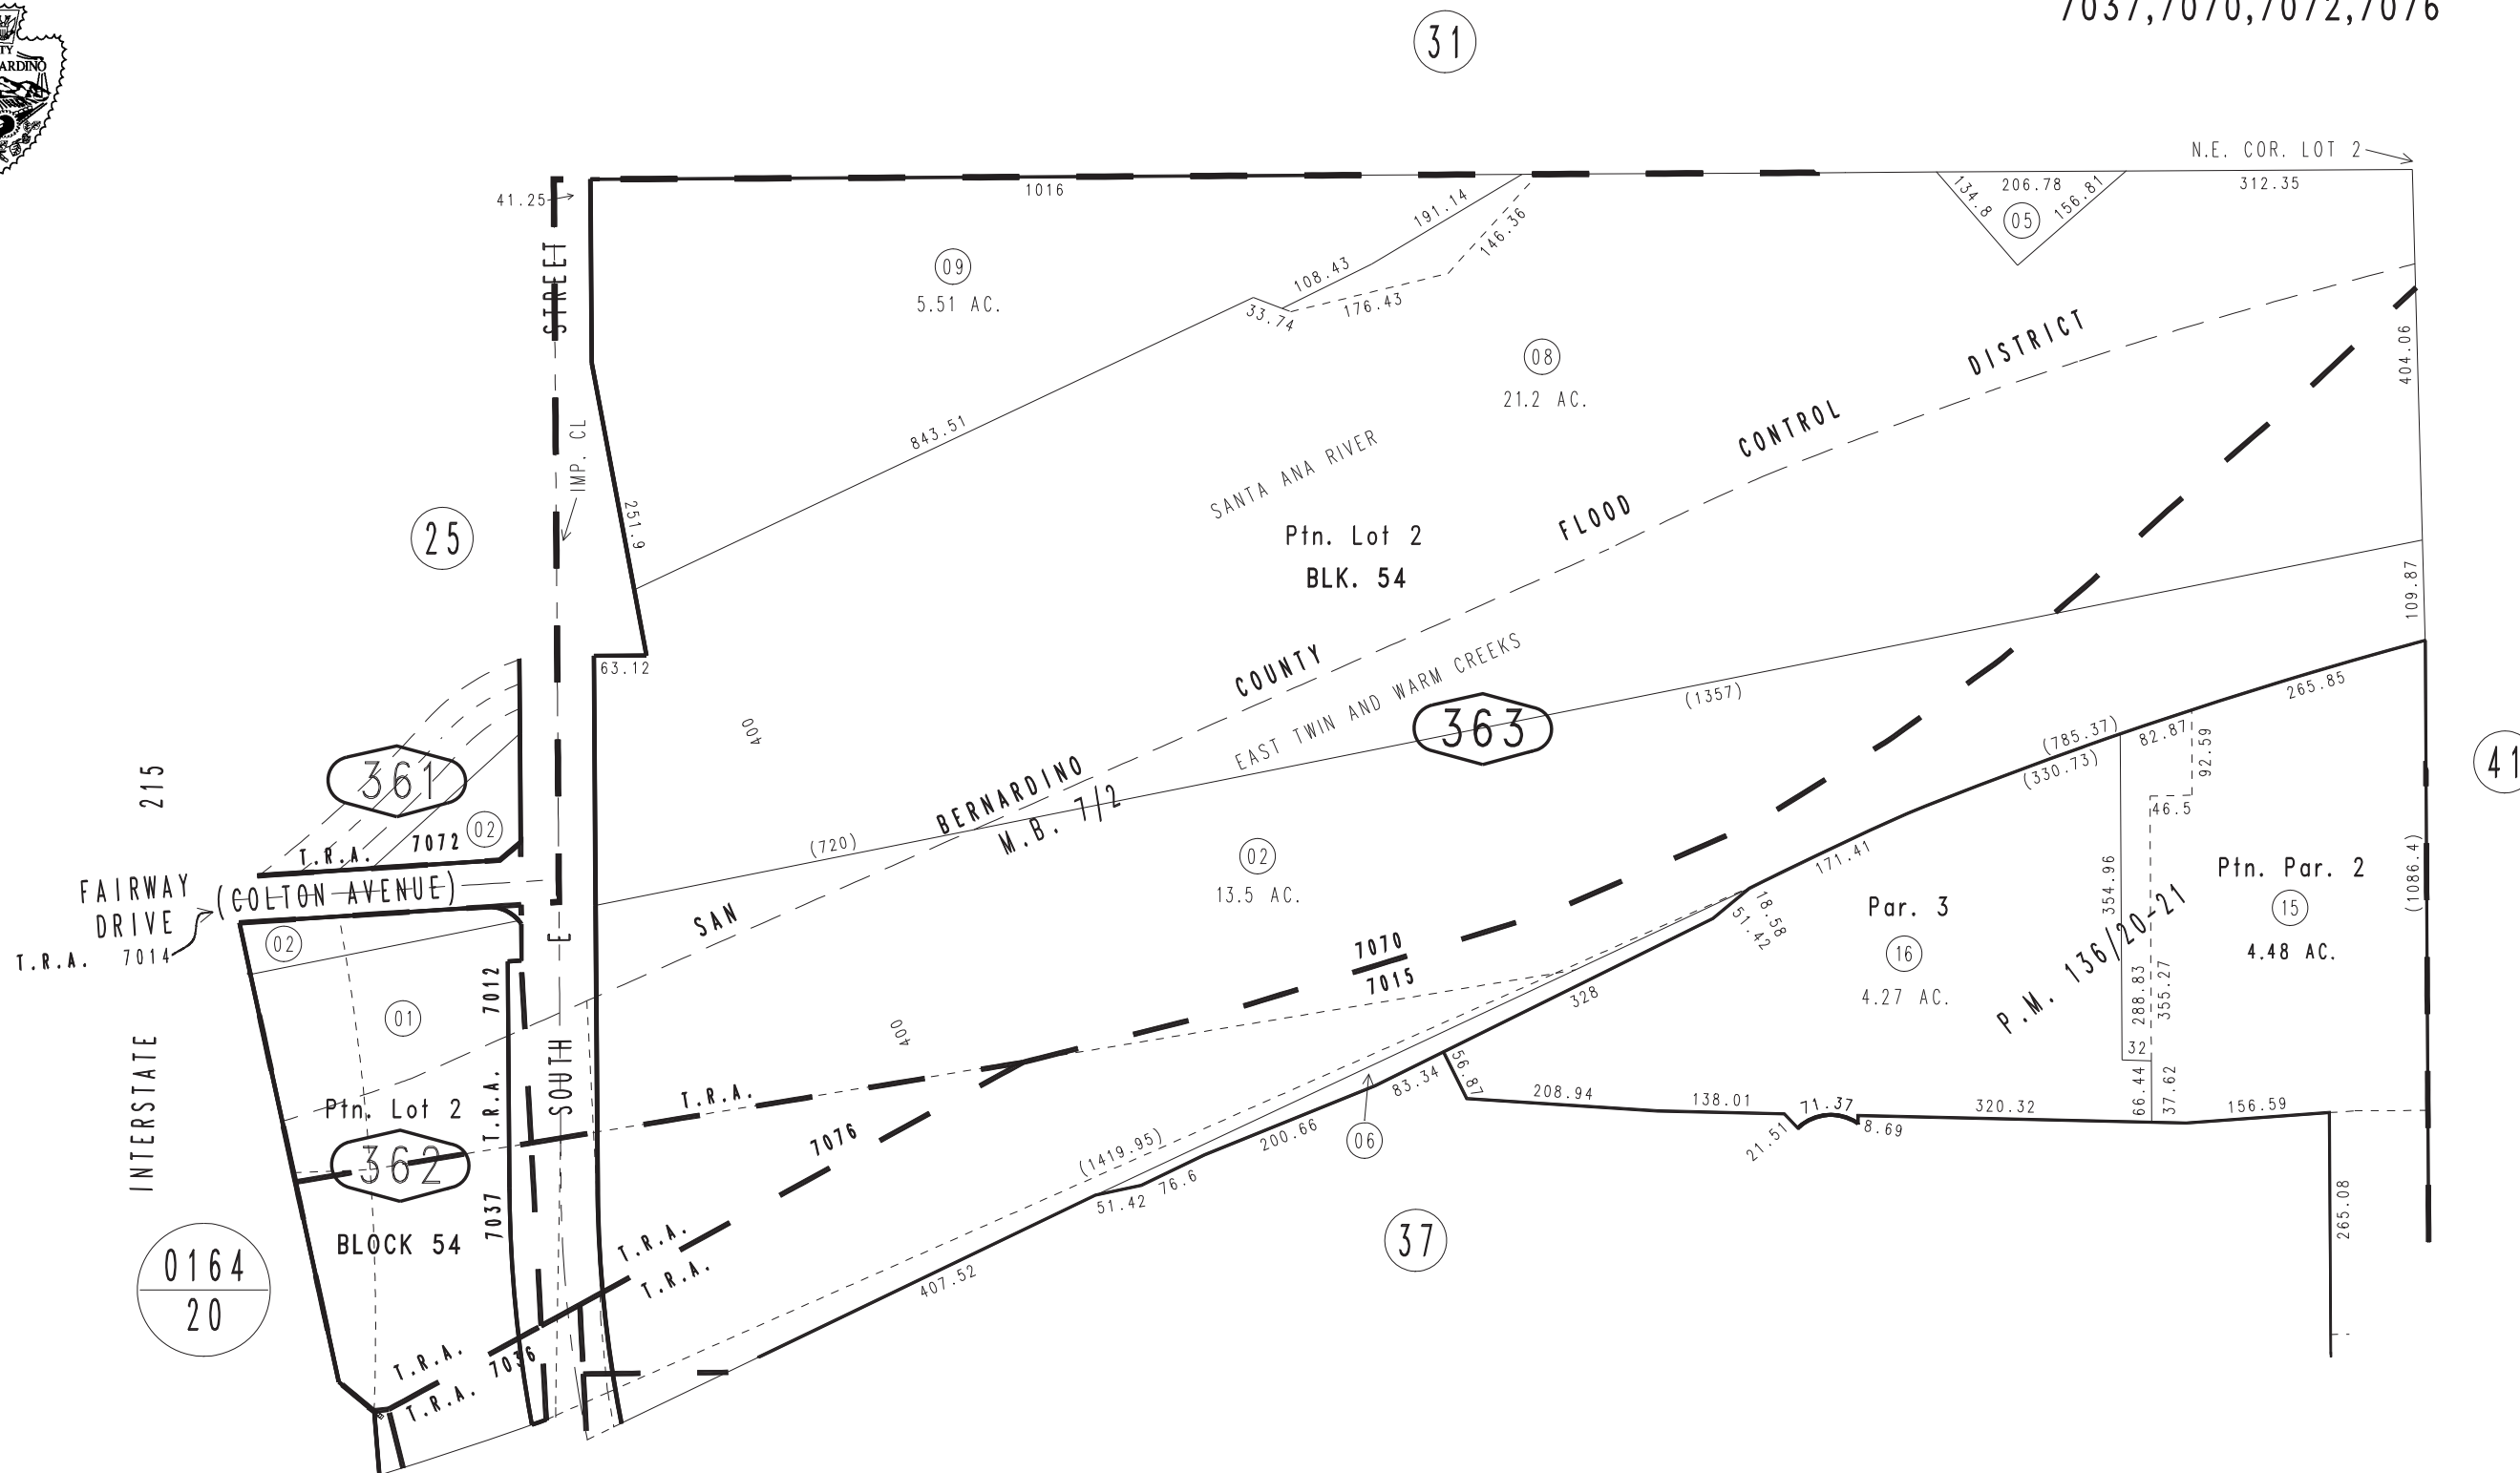 7037,7070,7072,7076
31
ARDINO
N.E. COR. LOT 2
41.25
1016
134.8
206.78
156.81
312.35
05
191.14
146.36
108.43
176.43
33.74
09
5.51 AC.
STREET
08
21.2 AC.
404.06
843.51
IMP. CL
251.9
25
SANTA ANA RIVER
Ptn. Lot 2
BLK. 54
SAN BERNARDINO COUNTY FLOOD CONTROL DISTRICT
109.87
63.12
400
EAST TWIN AND WARM CREEKS
363
(1357)
265.85
(785.37)
82.87
92.59
(330.73)
46.5
41
215
361
02
T.R.A. 7072
(720)
M.B. 7/2
02
13.5 AC.
171.41
354.96
(1086.4)
Ptn. Par. 2
15
4.48 AC.
FAIRWAY
DRIVE
(COLTON AVENUE)
T.R.A. 7014
02
E
18.58
51.42
Par. 3
16
4.27 AC.
P.M. 136/20-21
7070
7015
328
288.83
355.27
01
7012
T.R.A.
7037
400
SOUTH
INTERSTATE
Ptn. Lot 2
362
BLOCK 54
T.R.A.
7076
56.87
83.34
208.94
138.01
71.37
21.51
8.69
320.32
32
66.44
37.62
156.59
200.66
06
(1419.95)
51.42
76.6
265.08
37
407.52
T.R.A.
T.R.A.
0164
20
T.R.A.
T.R.A. 7036